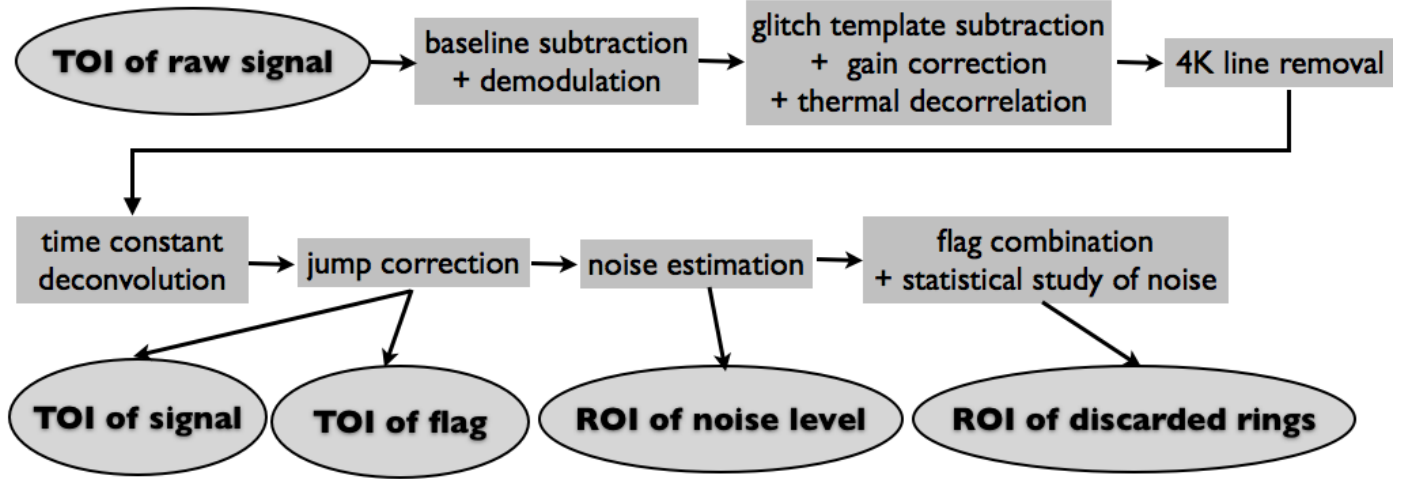 TOI of raw signal
baseline subtraction
+ demodulation
glitch template subtraction
+ gain correction
+ thermal decorrelation
4K line removal
time constant
deconvolution
jump correction
noise estimation
flag combination
+ statistical study of noise
TOI of signal
TOI of flag
ROI of noise level
ROI of discarded rings